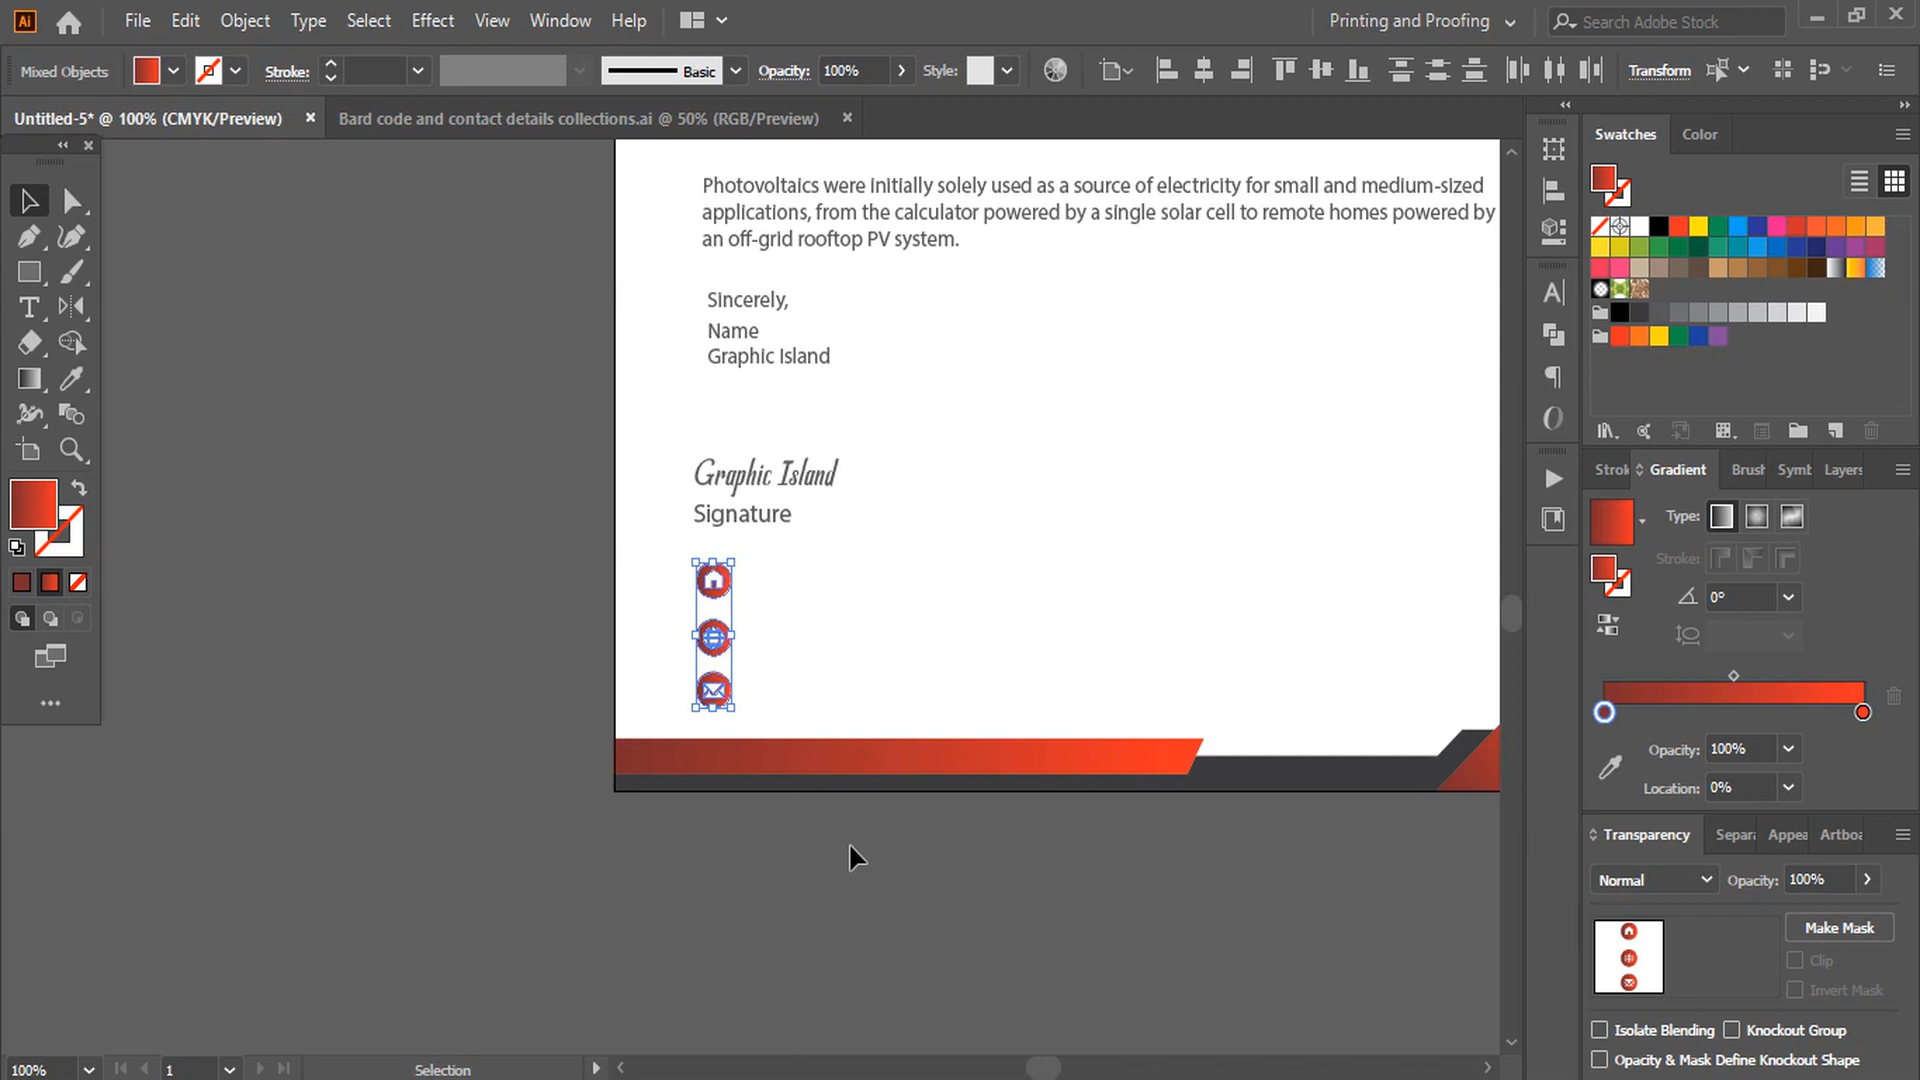 Ai File Edit Object Type Select Effect View Window Help Printing and Proofing Search Adobe Stock
Mixed Objects Stroke: Basic Opacity: 100% Style: Transform
Untitled-5* @ 100% (CMYK/Preview) Bard code and contact details collections.ai @ 50% (RGB/Preview)
Swatches Color
Photovoltaics were initially solely used as a source of electricity for small and medium-sized
applications, from the calculator powered by a single solar cell to remote homes powered by
an off-grid rooftop PV system.
Sincerely,
Name
Graphic Island
Graphic Island
Signature
Strok Gradient Brush Symb Layers
Type:
Stroke:
0°
Opacity: 100%
Location: 0%
Transparency Separa Appea Artboa
Normal Opacity: 100%
Make Mask
Clip
Invert Mask
Isolate Blending Knockout Group
Opacity & Mask Define Knockout Shape
100% 1 Selection